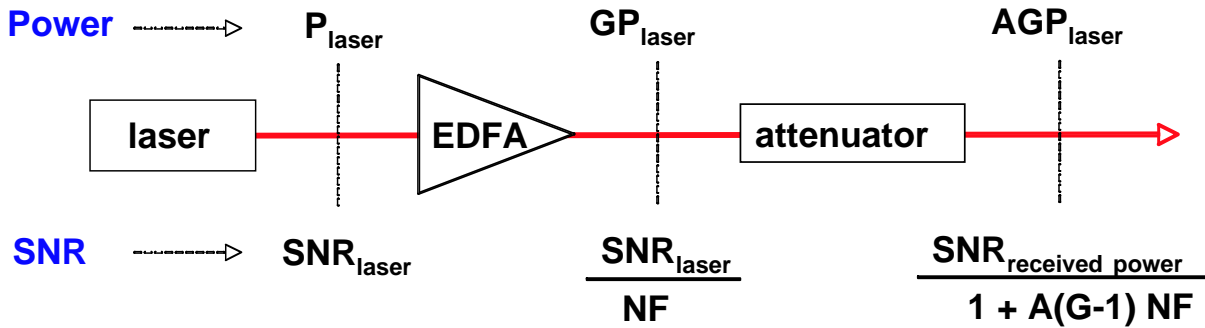 Power P_laser GP_laser AGP_laser
laser EDFA attenuator
SNR SNR_laser SNR_laser SNR_received power
NF 1 + A(G-1) NF